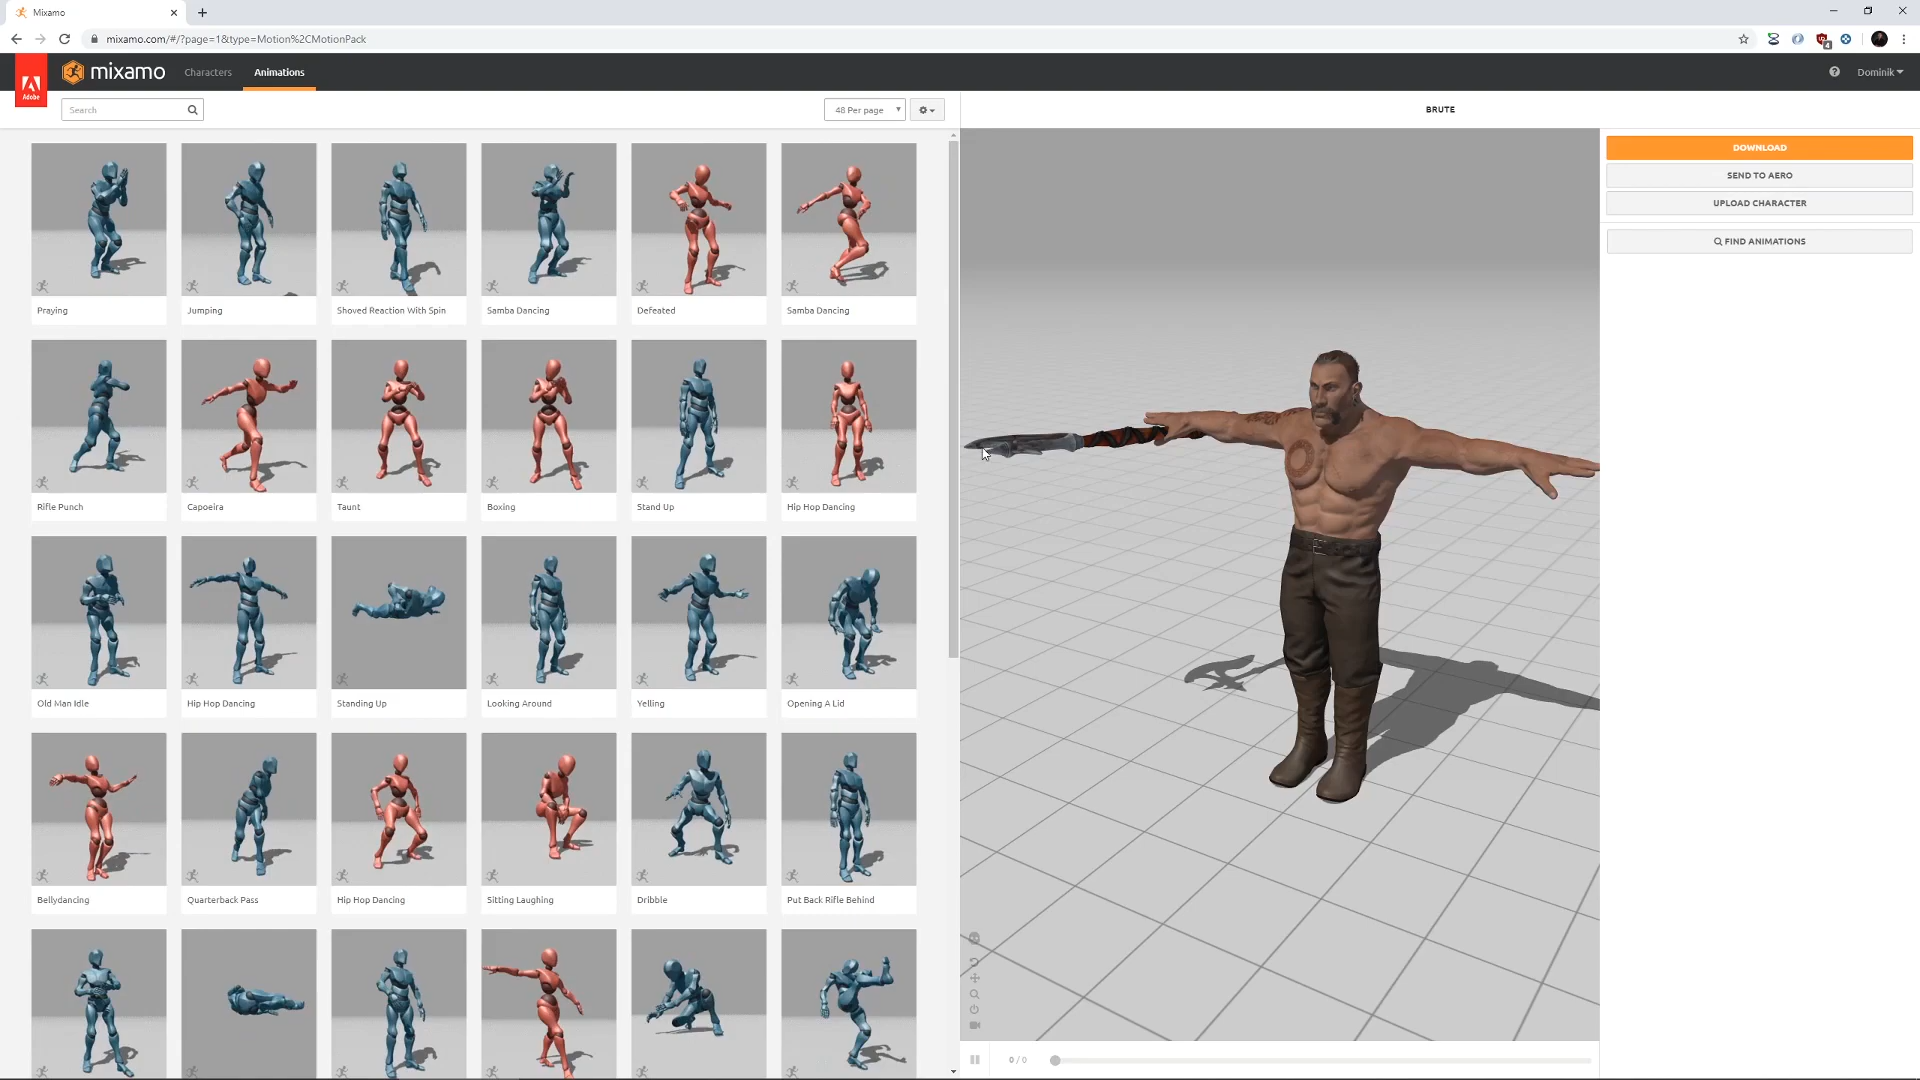 Mixamo
mixamo.com/#/?page=1&type=Motion%2CMotionPack
4
Adobe
mixamo
Characters
Animations
?
Dominik
Search
48 Per page
BRUTE
DOWNLOAD
SEND TO AERO
UPLOAD CHARACTER
FIND ANIMATIONS
Praying
Jumping
Shoved Reaction With Spin
Samba Dancing
Defeated
Samba Dancing
Rifle Punch
Capoeira
Taunt
Boxing
Stand Up
Hip Hop Dancing
Old Man Idle
Hip Hop Dancing
Standing Up
Looking Around
Yelling
Opening A Lid
Bellydancing
Quarterback Pass
Hip Hop Dancing
Sitting Laughing
Dribble
Put Back Rifle Behind
0 / 0